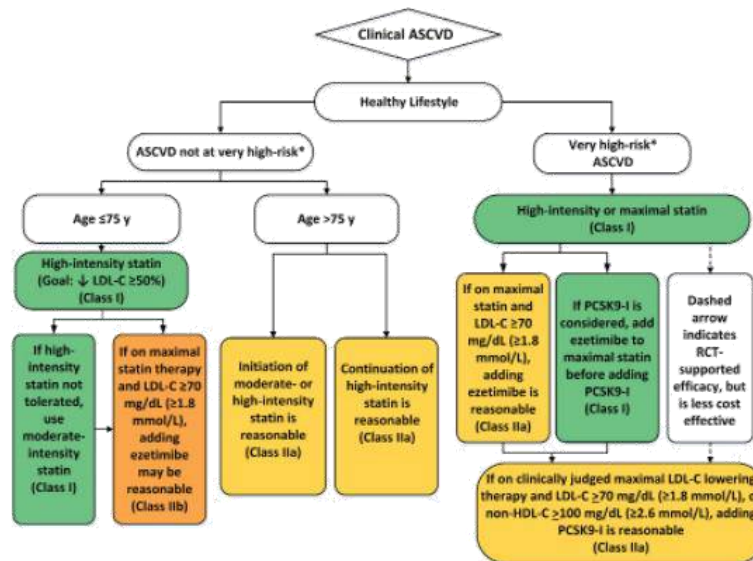 Clinical ASCVD
Healthy Lifestyle
ASCVD not at very high-risk*
Very high-risk*
ASCVD
Age ≤75 y
Age >75 y
High-intensity or maximal statin
(Class I)
High-intensity statin
(Goal: ↓ LDL-C ≥50%)
(Class I)
If high-
intensity
statin not
tolerated,
use
moderate-
intensity
statin
(Class I)
If on maximal
statin therapy
and LDL-C ≥70
mg/dL (≥1.8
mmol/L),
adding
ezetimibe
may be
reasonable
(Class IIb)
Initiation of
moderate- or
high-intensity
statin is
reasonable
(Class IIa)
Continuation of
high-intensity
statin is
reasonable
(Class IIa)
If on maximal
statin and
LDL-C ≥70
mg/dL (≥1.8
mmol/L),
adding
ezetimibe is
reasonable
(Class IIa)
If PCSK9-I is
considered, add
ezetimibe to
maximal statin
before adding
PCSK9-I
(Class I)
Dashed
arrow
indicates
RCT-
supported
efficacy, but
is less cost
effective
If on clinically judged maximal LDL-C lowering
therapy and LDL-C ≥70 mg/dL (≥1.8 mmol/L), o
non-HDL-C ≥100 mg/dL (≥2.6 mmol/L), adding
PCSK9-I is reasonable
(Class IIa)